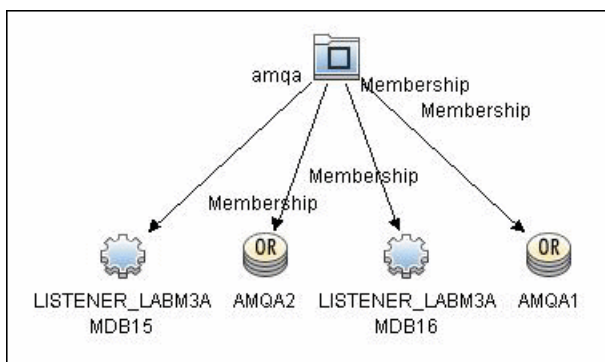 amqa
Membership
Membership
Membership
Membership
OR
OR
LISTENER_LABM3A
MDB15
AMQA2
LISTENER_LABM3A
MDB16
AMQA1